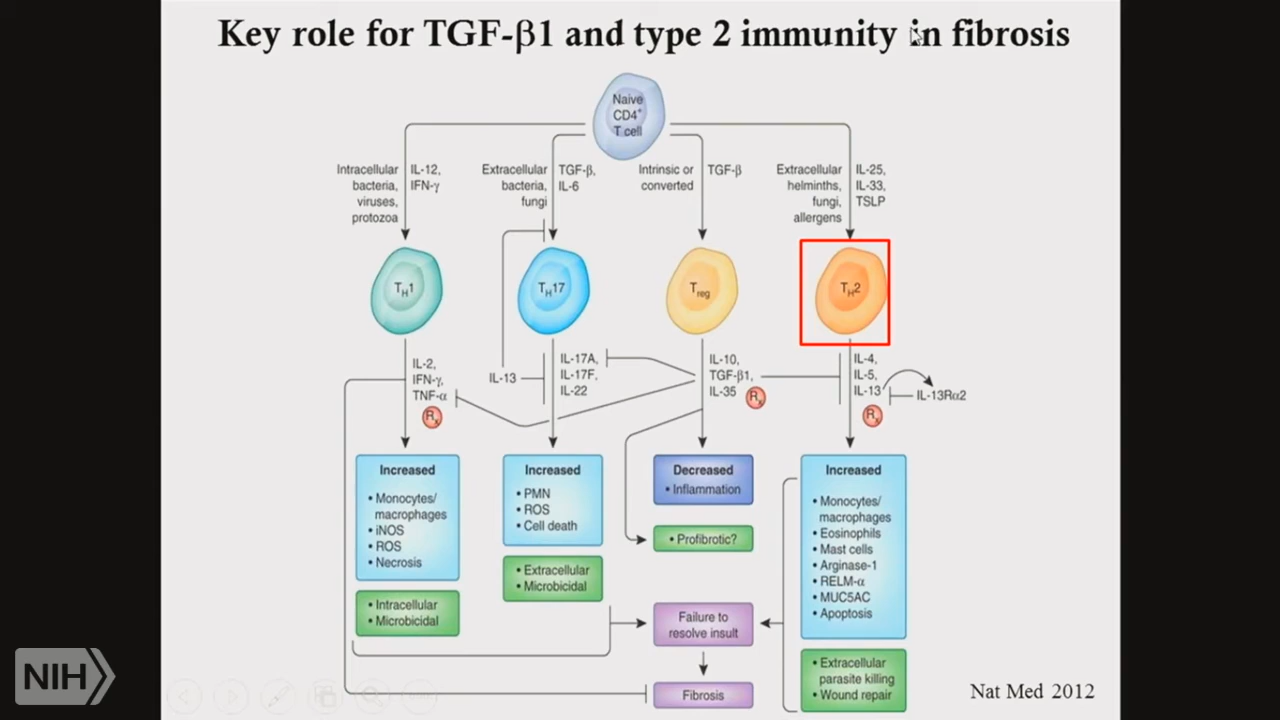 Key role for TGF-β1 and type 2 immunity in fibrosis
Naive
CD4+
T cell
Intracellular
bacteria,
viruses,
protozoa
IL-12,
IFN-γ
Extracellular
bacteria,
fungi
TGF-β,
IL-6
Intrinsic or
converted
TGF-β
Extracellular
helminths,
fungi,
allergens
IL-25,
IL-33,
TSLP
TH1
TH17
Treg
TH2
IL-2,
IFN-γ,
TNF-α
Rx
IL-13
IL-17A,
IL-17F,
IL-22
IL-10,
TGF-β1,
IL-35
Rx
IL-4,
IL-5,
IL-13
Rx
IL-13Rα2
Increased
• Monocytes/
macrophages
• iNOS
• ROS
• Necrosis
• Intracellular
• Microbicidal
Increased
• PMN
• ROS
• Cell death
• Extracellular
• Microbicidal
Decreased
• Inflammation
• Profibrotic?
Failure to
resolve insult
Fibrosis
Increased
• Monocytes/
macrophages
• Eosinophils
• Mast cells
• Arginase-1
• RELM-α
• MUC5AC
• Apoptosis
• Extracellular
parasite killing
• Wound repair
Nat Med 2012
NIH